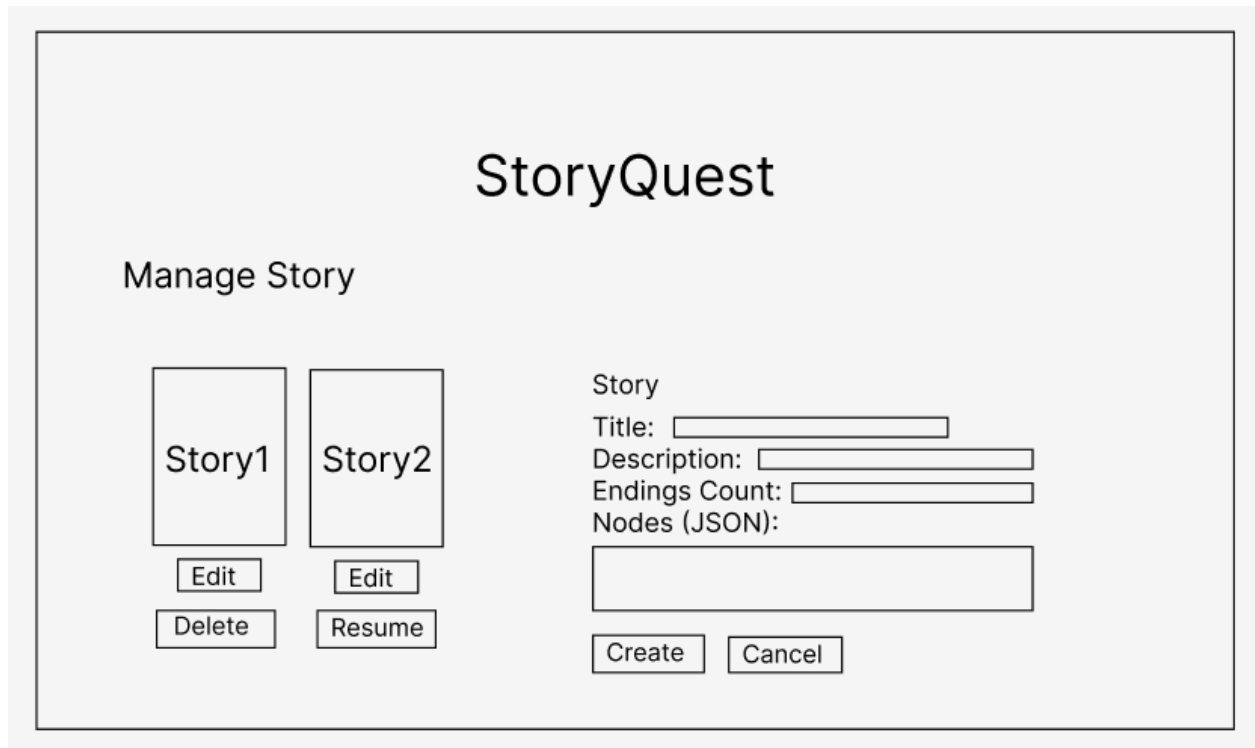 StoryQuest
Manage Story
Story1
Story2
Edit
Edit
Delete
Resume
Story
Title:
Description:
Endings Count:
Nodes (JSON):
Create
Cancel